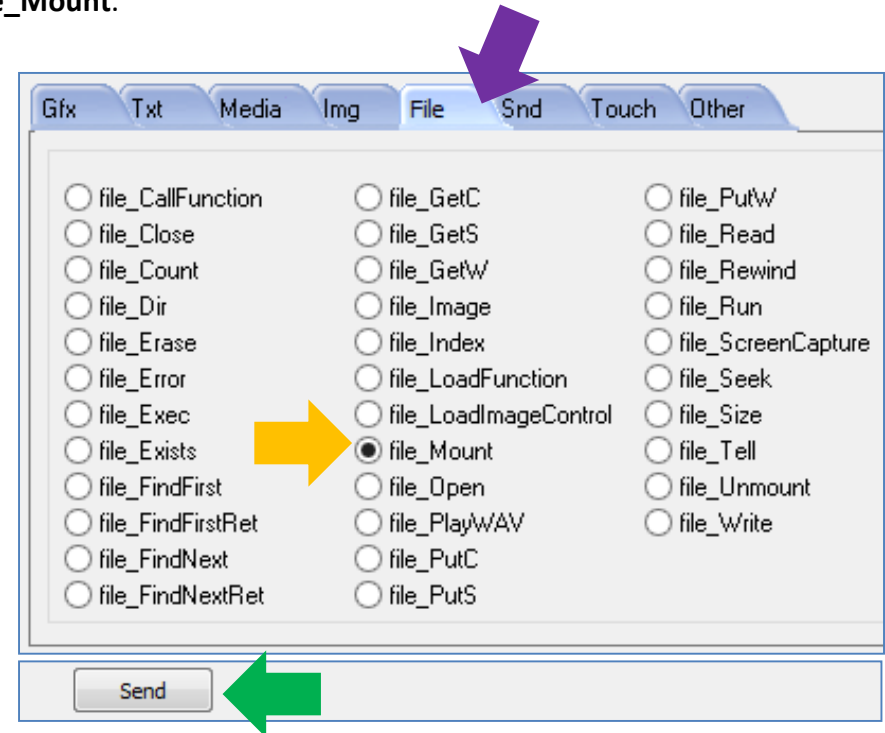 e_Mount.
Gfx Txt Media Img File Snd Touch Other
file_CallFunction file_GetC file_PutW
file_Close file_GetS file_Read
file_Count file_GetW file_Rewind
file_Dir file_Image file_Run
file_Erase file_Index file_ScreenCapture
file_Error file_LoadFunction file_Seek
file_Exec file_LoadImageControl file_Size
file_Exists file_Mount file_Tell
file_FindFirst file_Open file_Unmount
file_FindFirstRet file_PlayWAV file_Write
file_FindNext file_PutC
file_FindNextRet file_PutS
Send